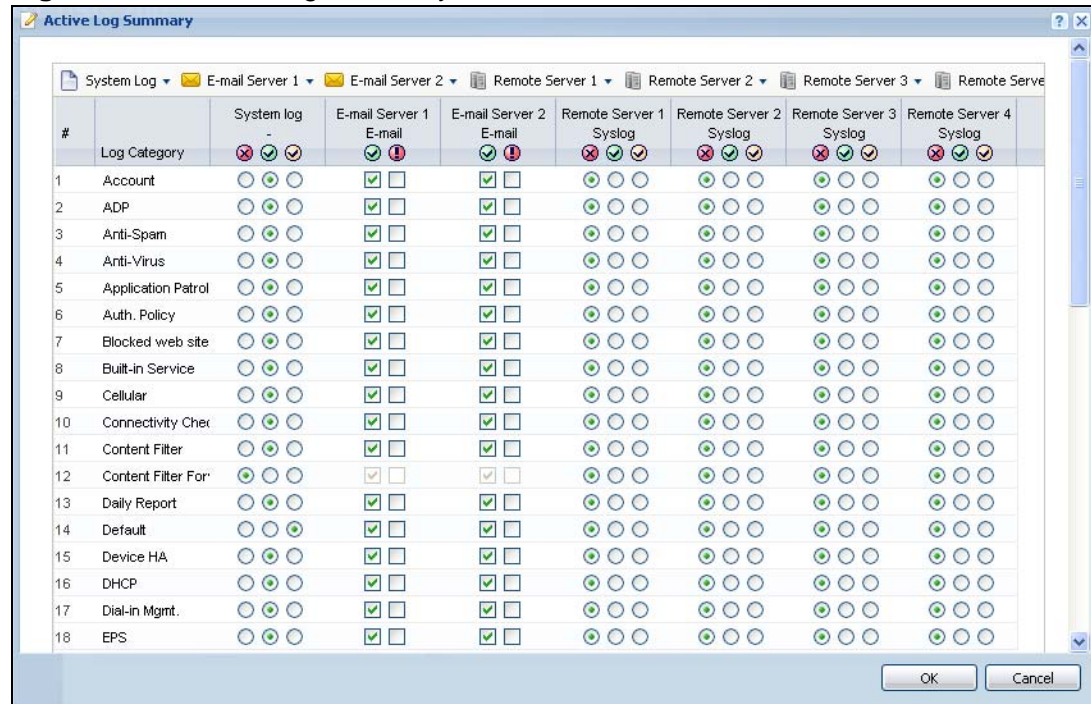 Active Log Summary
System Log E-mail Server 1 E-mail Server 2 Remote Server 1 Remote Server 2 Remote Server 3 Remote Serve
System log E-mail Server 1 E-mail Server 2 Remote Server 1 Remote Server 2 Remote Server 3 Remote Server 4
# - E-mail E-mail Syslog Syslog Syslog Syslog
Log Category
1 Account
2 ADP
3 Anti-Spam
4 Anti-Virus
5 Application Patrol
6 Auth. Policy
7 Blocked web site
8 Built-in Service
9 Cellular
10 Connectivity Chec
11 Content Filter
12 Content Filter For
13 Daily Report
14 Default
15 Device HA
16 DHCP
17 Dial-in Mgmt.
18 EPS
OK Cancel